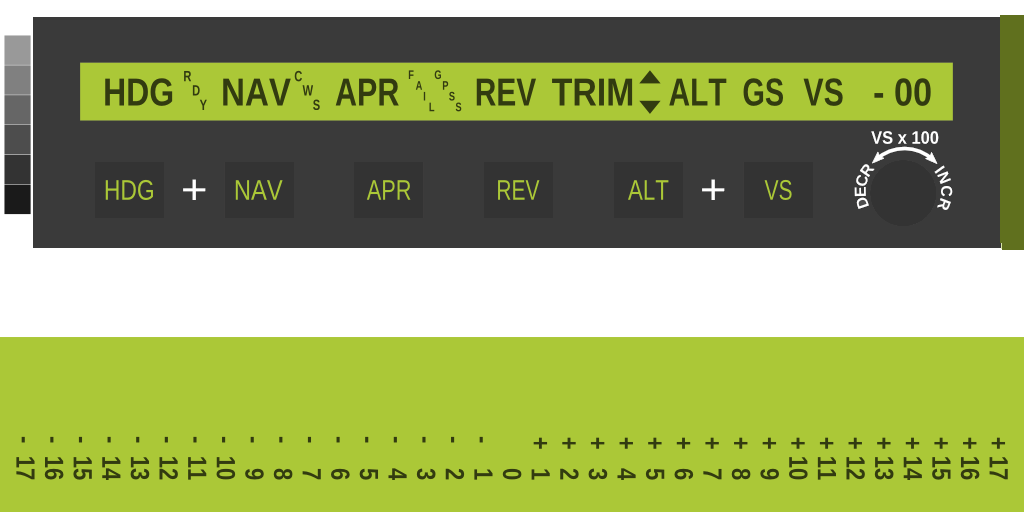 HDG RDY NAV CWS APR FAIL GPSS REV TRIM ALT GS VS - 00
VS x 100
DECR INCR
HDG + NAV APR REV ALT + VS
- - - - - - - - - - - - - - - - - + + + + + + + + + + + + + + + + +
17 16 15 14 13 12 11 10 9 8 7 6 5 4 3 2 1 0 1 2 3 4 5 6 7 8 9 10 11 12 13 14 15 16 17